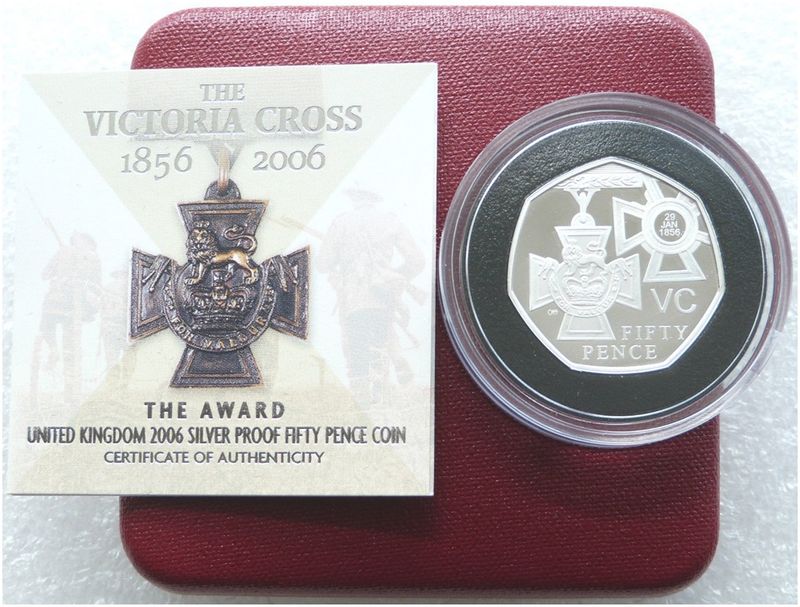 THE
VICTORIA CROSS
1856 2006
FOR VALOUR
THE AWARD
UNITED KINGDOM 2006 SILVER PROOF FIFTY PENCE COIN
CERTIFICATE OF AUTHENTICITY
29
JAN
1856
VC
FIFTY
PENCE